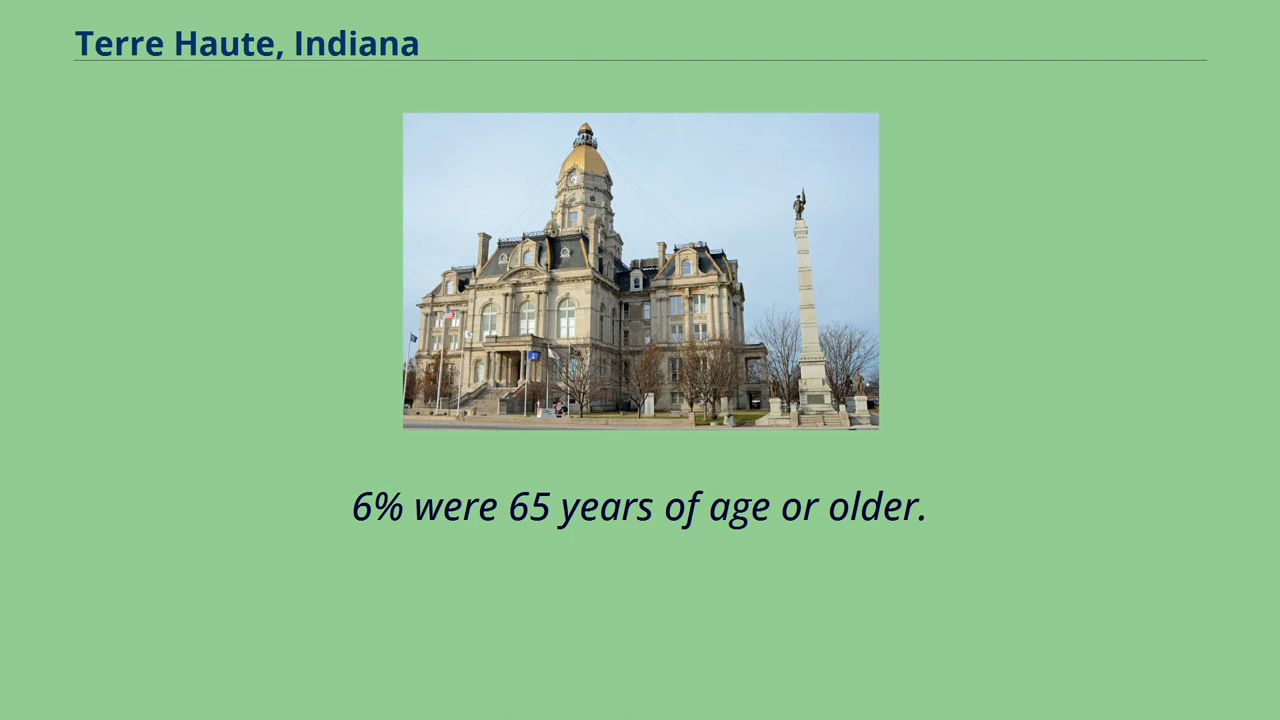 Terre Haute, Indiana
6% were 65 years of age or older.